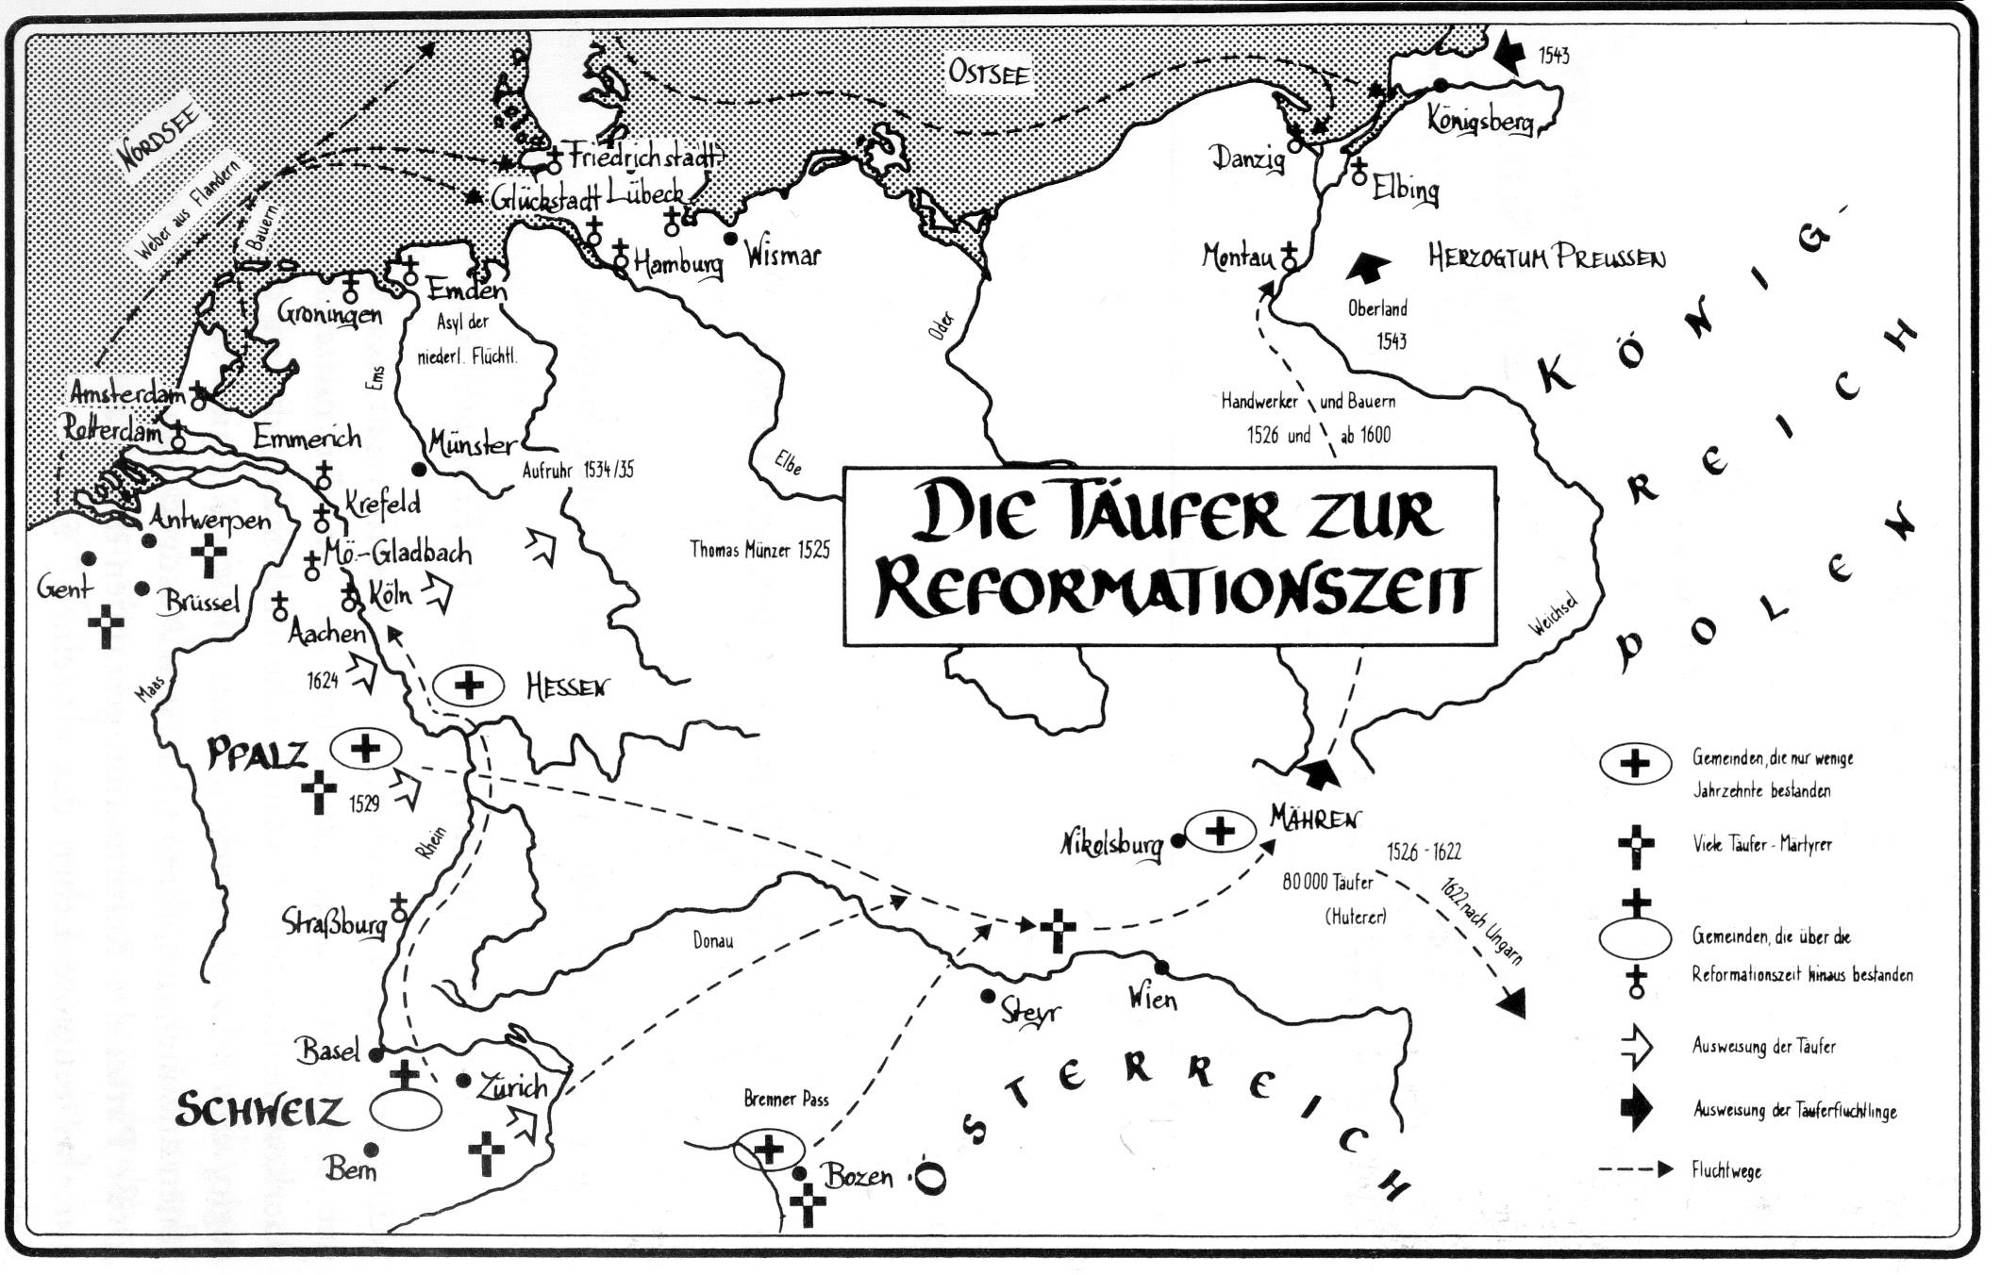 DIE TÄUFER ZUR
REFORMATIONSZEIT
NORDSEE
OSTSEE
Weber aus Flandern
Bauern
1543
Königsberg
Danzig
Elbing
Montau
HERZOGTUM PREUSSEN
Oberland
1543
Handwerker und Bauern
1526 und ab 1600
KÖNIG-
REICH
POLEN
Weichsel
Friedrichstadt
Glückstadt
Lübeck
Hamburg
Wismar
Groningen
Emden
Asyl der
niederl. Flüchtl.
Ems
Oder
Elbe
Amsterdam
Rotterdam
Emmerich
Münster
Aufruhr 1534/35
Krefeld
Antwerpen
Mö.-Gladbach
Thomas Münzer 1525
Gent
Brüssel
Köln
Aachen
1624
Maas
HESSEN
PFALZ
1529
Rhein
Straßburg
Donau
Basel
Zürich
SCHWEIZ
Bern
Brenner Pass
Bozen
Steyr
Wien
ÖSTERREICH
Nikolsburg
MÄHREN
1526 - 1622
80 000 Täufer
(Huterer)
1622 nach Ungarn
Gemeinden, die nur wenige
Jahrzehnte bestanden
Viele Täufer - Märtyrer
Gemeinden, die über die
Reformationszeit hinaus bestanden
Ausweisung der Täufer
Ausweisung der Täuferflüchtlinge
Fluchtwege